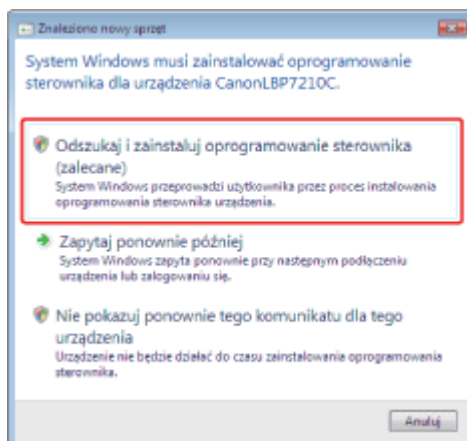 Znaleziono nowy sprzęt
System Windows musi zainstalować oprogramowanie
sterownika dla urządzenia CanonLBP7210C.
Odszukaj i zainstaluj oprogramowanie sterownika
(zalecane)
System Windows przeprowadzi użytkownika przez proces instalowania
oprogramowania sterownika urządzenia.
Zapytaj ponownie później
System Windows zapyta ponownie przy następnym podłączeniu
urządzenia lub zalogowaniu się.
Nie pokazuj ponownie tego komunikatu dla tego
urządzenia
Urządzenie nie będzie działać do czasu zainstalowania oprogramowania
sterownika.
Anuluj